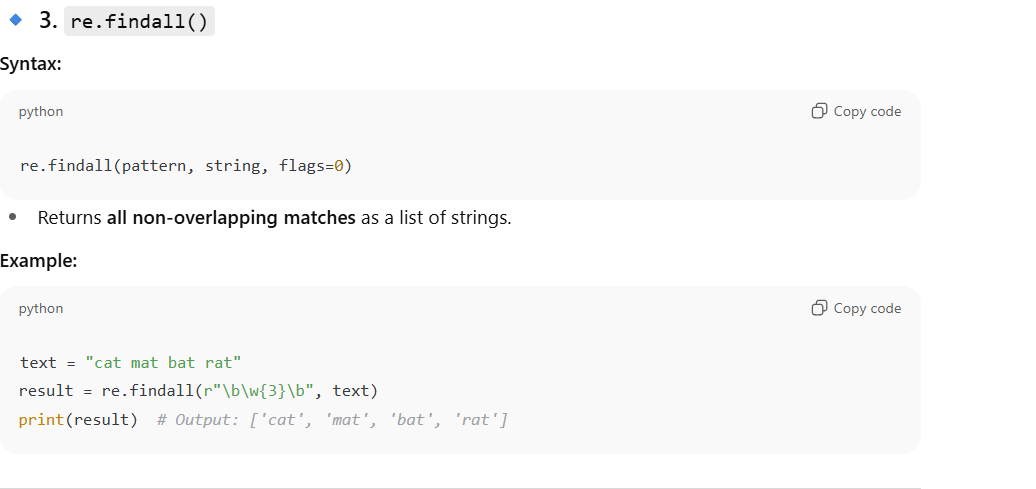 3. re.findall()
Syntax:
python
Copy code
re.findall(pattern, string, flags=0)
• Returns all non-overlapping matches as a list of strings.
Example:
python
Copy code
text = "cat mat bat rat"
result = re.findall(r"\b\w{3}\b", text)
print(result)  # Output: ['cat', 'mat', 'bat', 'rat']